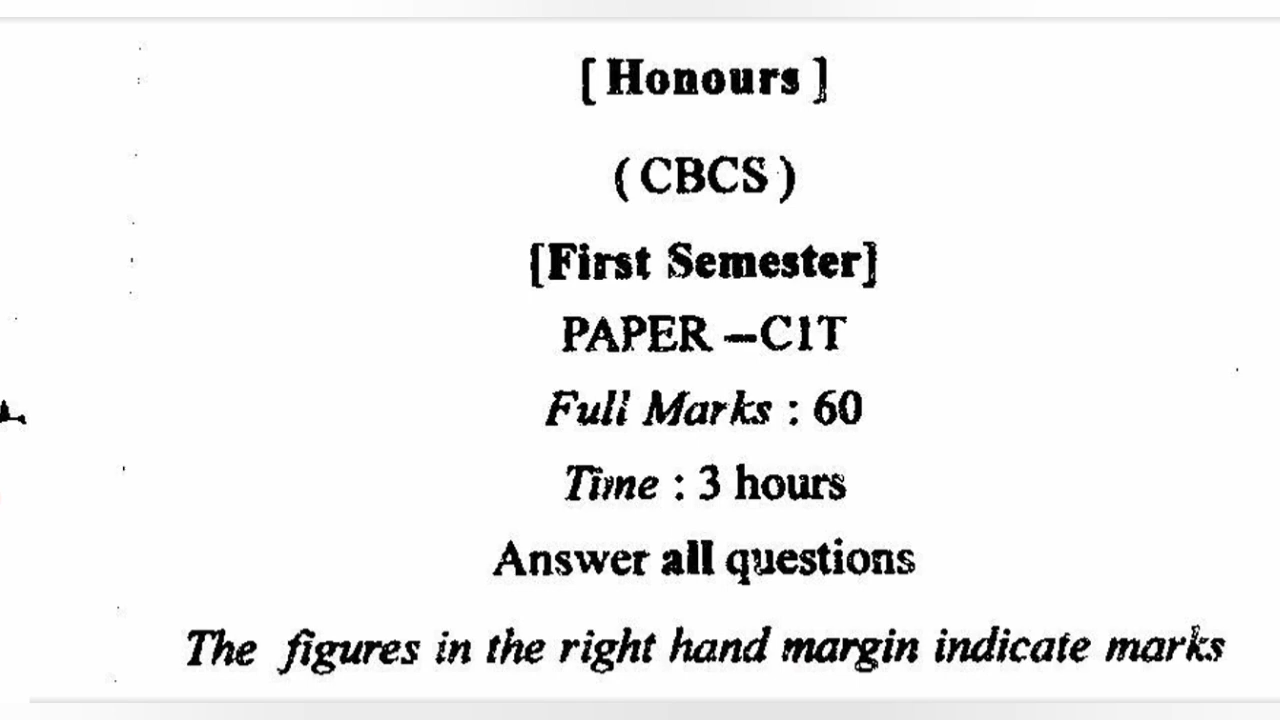 [ Honours ]
( CBCS )
[First Semester]
PAPER –C1T
Full Marks : 60
Time : 3 hours
Answer all questions
The figures in the right hand margin indicate marks